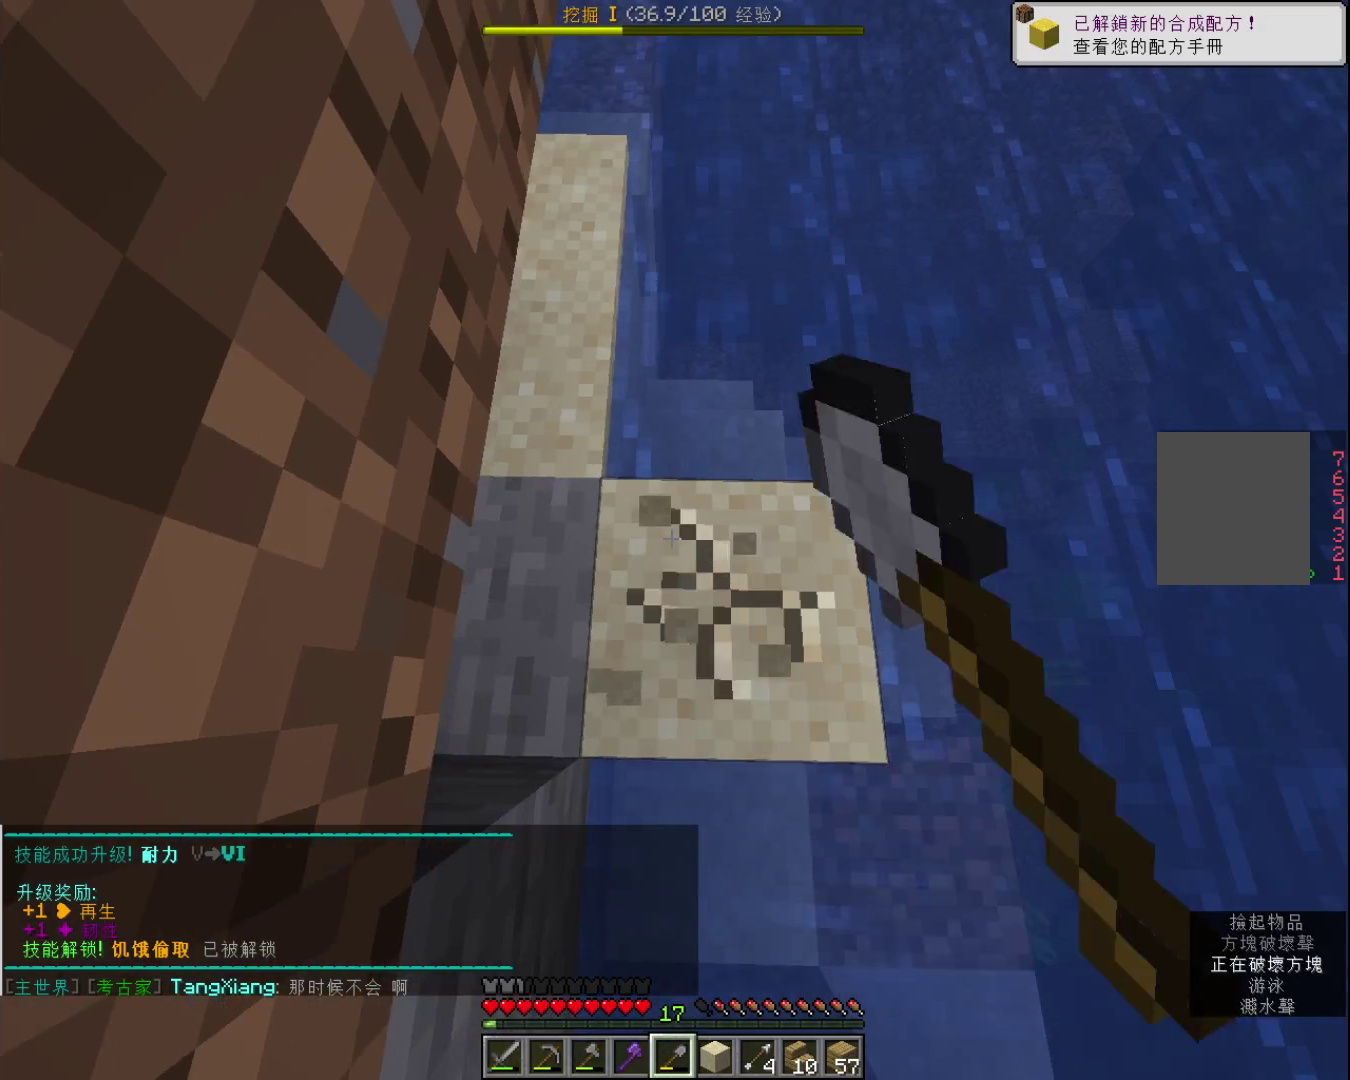 挖掘 I (36.9/100 经验)
已解鎖新的合成配方！
查看您的配方手冊
7
6
5
4
3
2
1
技能成功升级! 耐力 V→VI
升级奖励:
+1 ❥ 再生
+1 ✦ 韧性
技能解锁! 饥饿偷取 已被解锁
[主世界][考古家] TangXiang: 那时候不会 啊
撿起物品
方塊破壞聲
正在破壞方塊
游泳
濺水聲
17
4
10
57